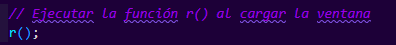 // Ejecutar la función r() al cargar la ventana
r();